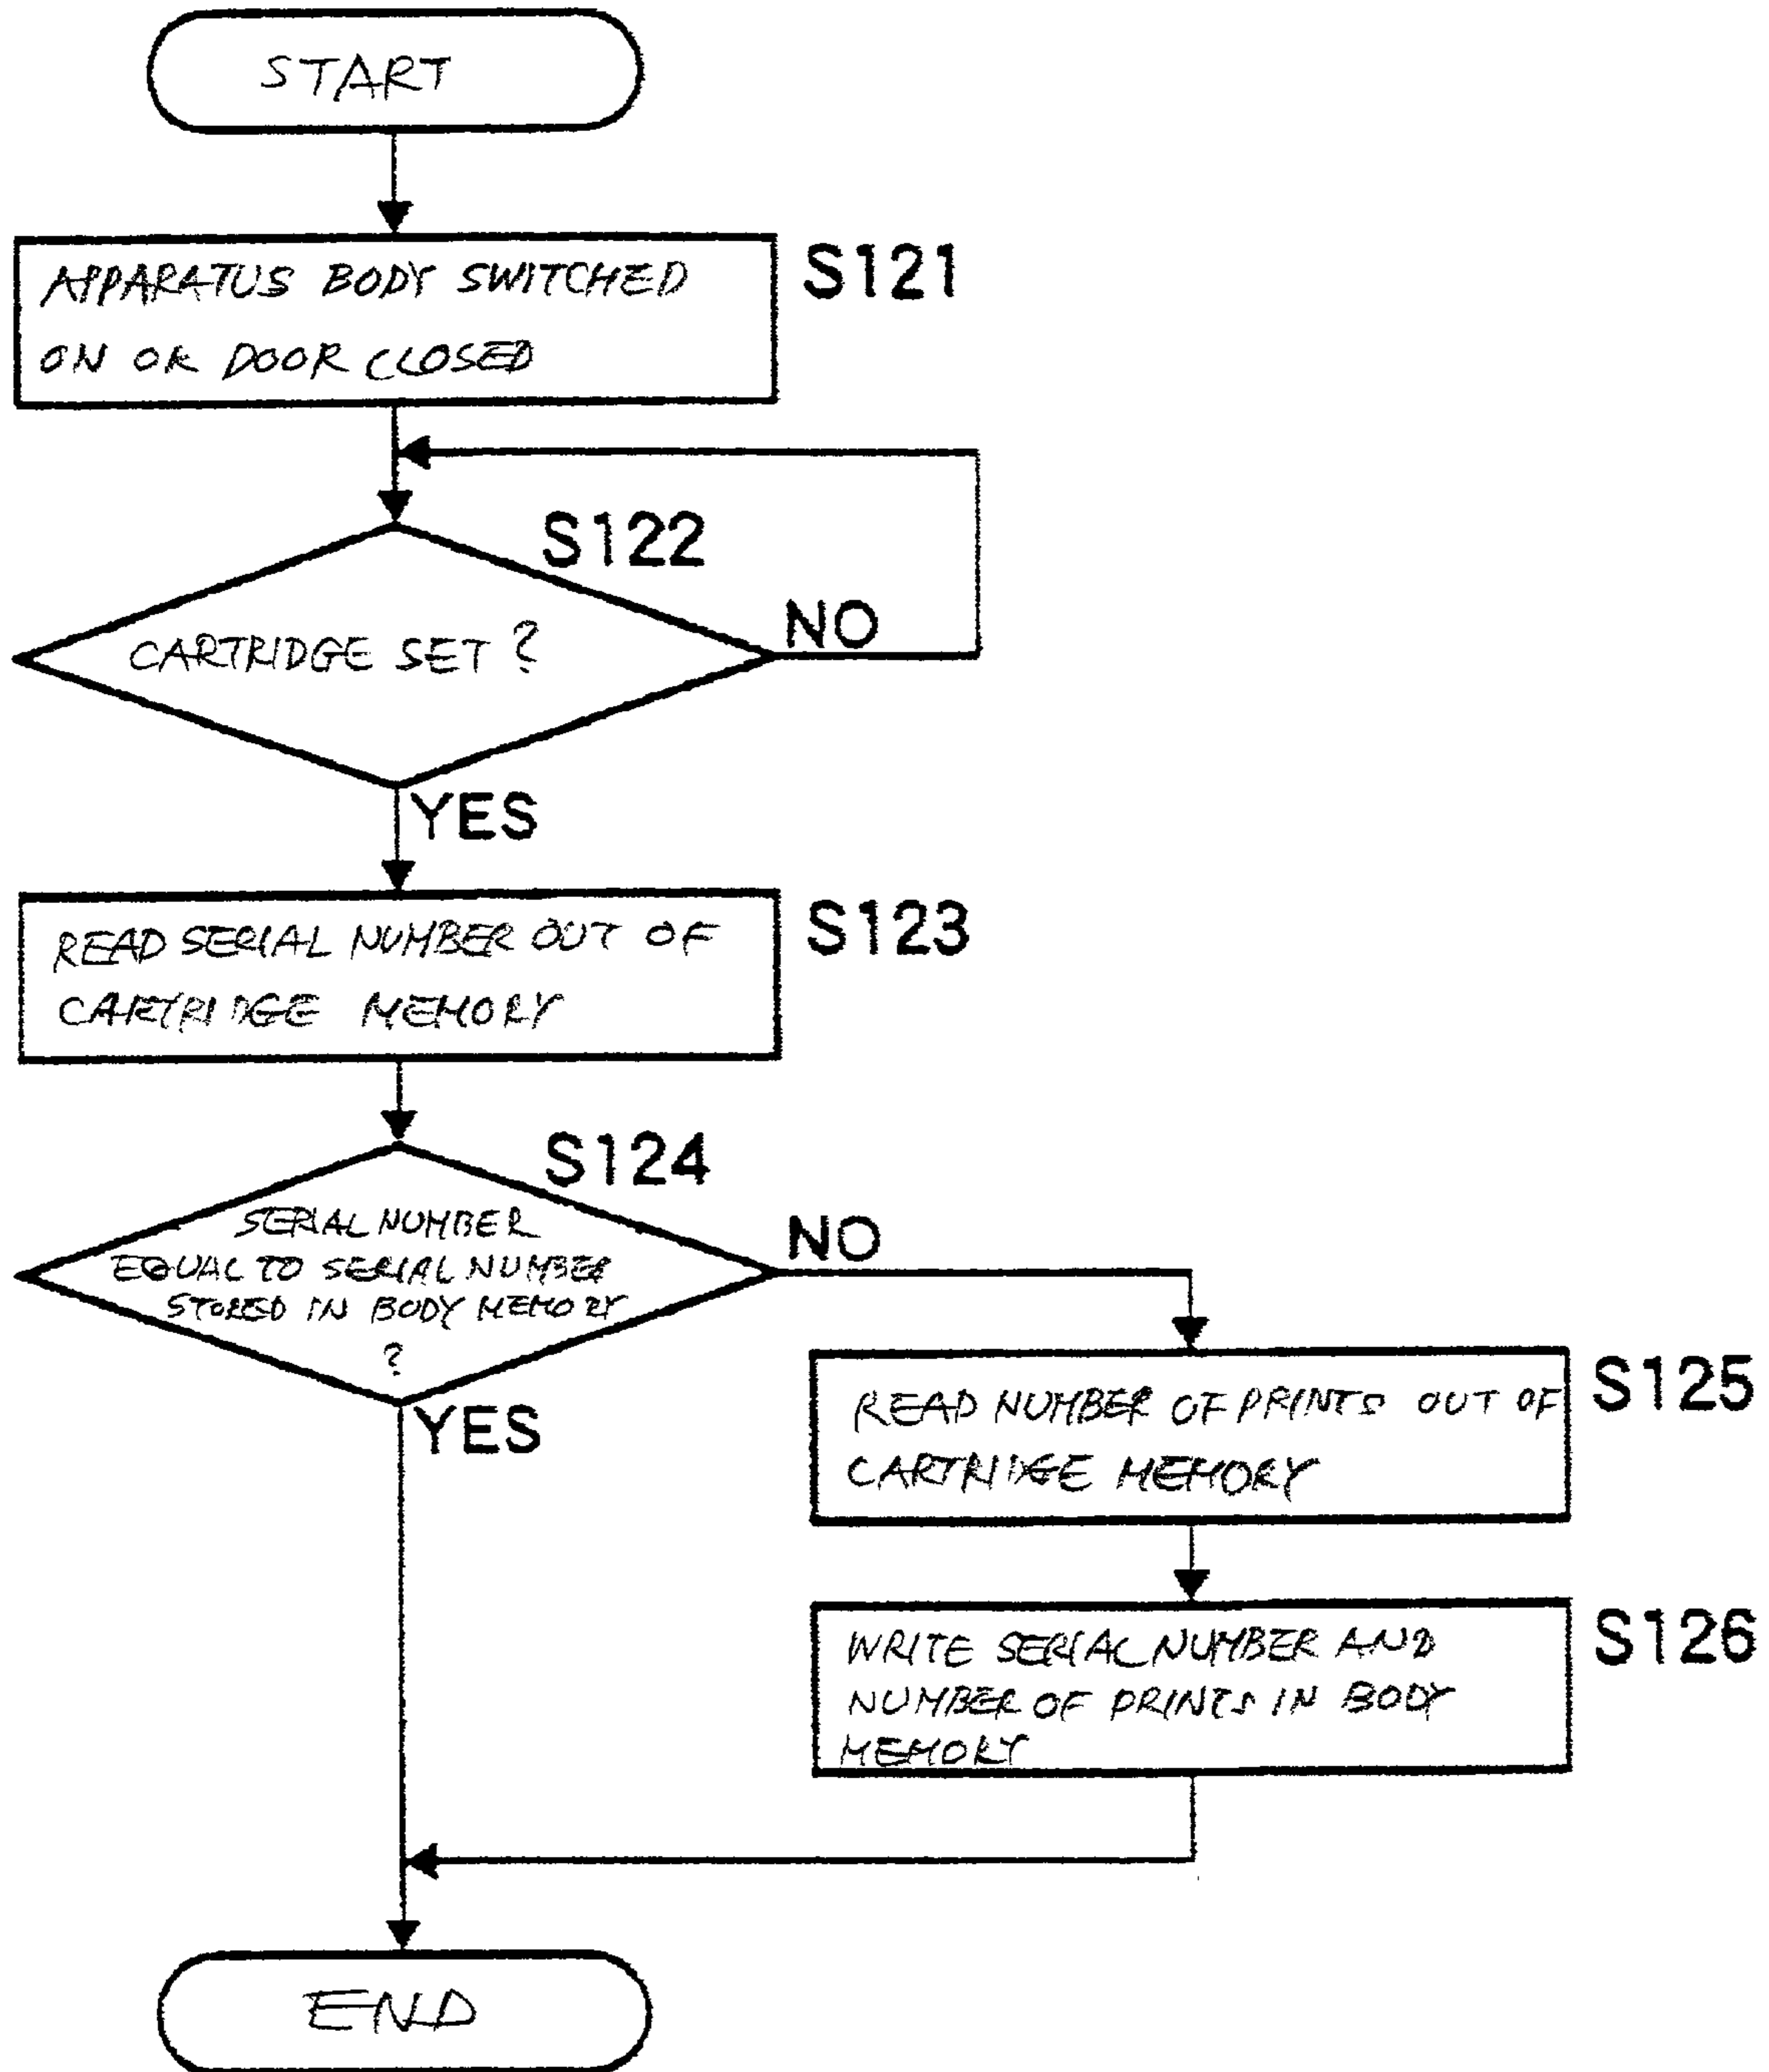 START
APPARATUS BODY SWITCHED
ON OR DOOR CLOSED
S121
S122
CARTRIDGE SET ?
NO
YES
READ SERIAL NUMBER OUT OF
CARTRIDGE MEMORY
S123
S124
SERIAL NUMBER
EQUAL TO SERIAL NUMBER
STORED IN BODY MEMORY
?
NO
YES
READ NUMBER OF PRINTS OUT OF
CARTRIDGE MEMORY
S125
WRITE SERIAL NUMBER AND
NUMBER OF PRINTS IN BODY
MEMORY
S126
END